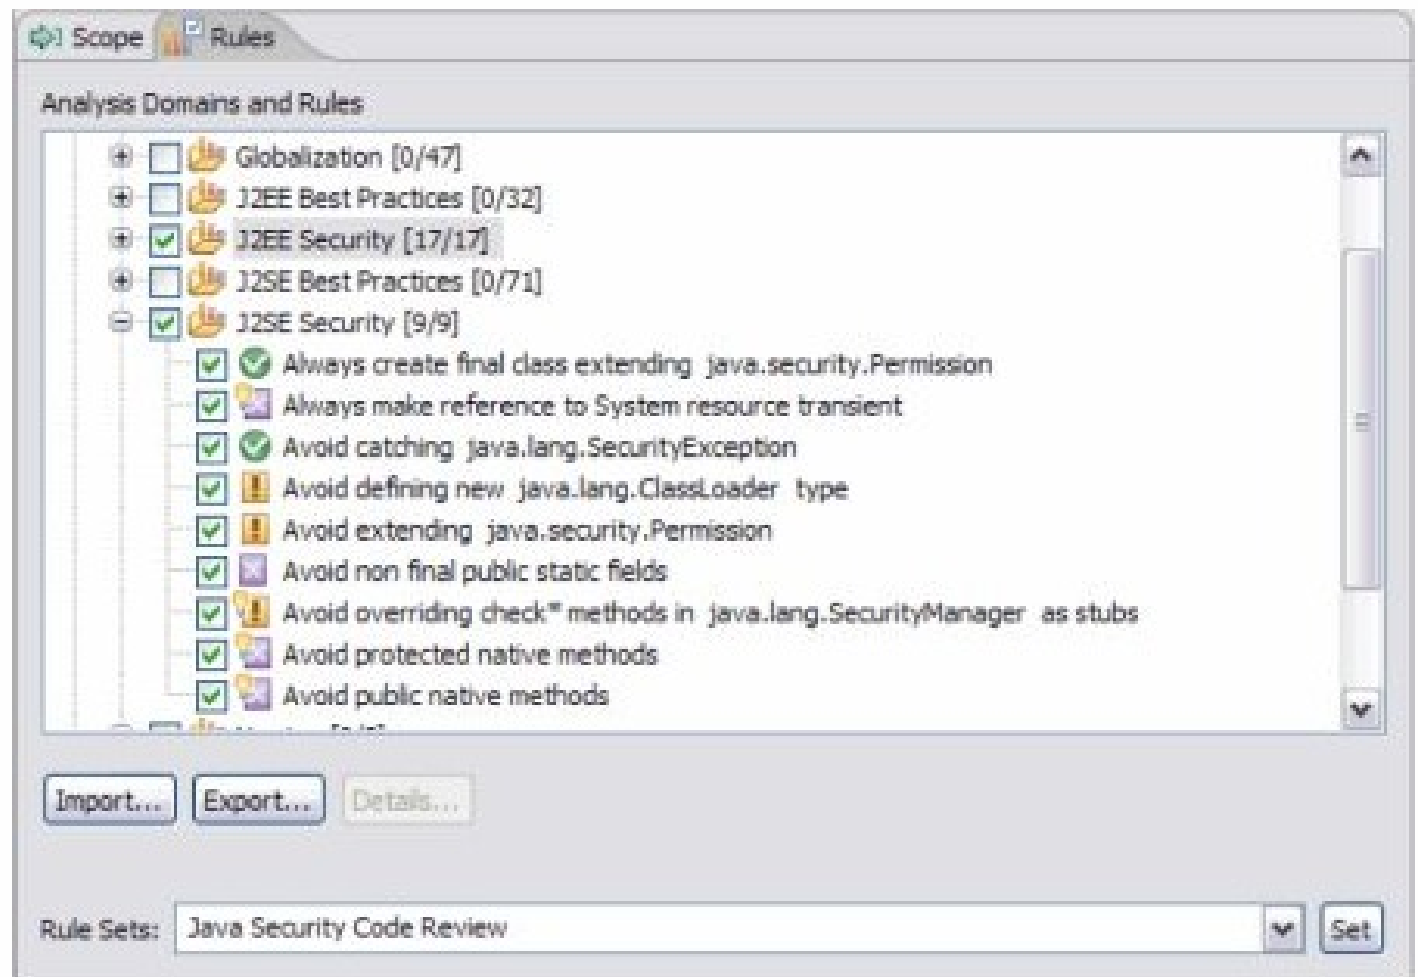 Scope Rules
Analysis Domains and Rules
Globalization [0/47]
J2EE Best Practices [0/32]
J2EE Security [17/17]
J2SE Best Practices [0/71]
J2SE Security [9/9]
Always create final class extending java.security.Permission
Always make reference to System resource transient
Avoid catching java.lang.SecurityException
Avoid defining new java.lang.ClassLoader type
Avoid extending java.security.Permission
Avoid non final public static fields
Avoid overriding check* methods in java.lang.SecurityManager as stubs
Avoid protected native methods
Avoid public native methods
Import... Export... Details...
Rule Sets: Java Security Code Review Set